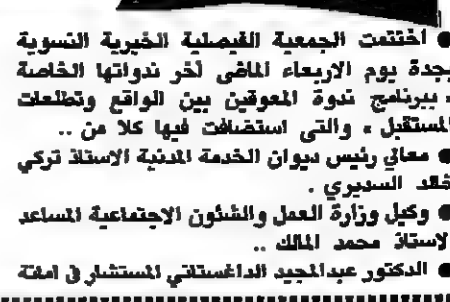 ● اختتمت الجمعية الفيصلية الخيرية النسوية
بجدة يوم الاربعاء الماضى آخر ندواتها الخاصة
« ببرنامج ندوة المعوقين بين الواقع وتطلعات
المستقبل » والتى استضافت فيها كلا من ..
● معالي رئيس ديوان الخدمة المدنية الاستاذ تركي
خالد السديري .
● وكيل وزارة العمل والشئون الاجتماعية المساعد
الاستاذ محمد المالك ..
● الدكتور عبدالمجيد الداغستاني المستشار في امانة